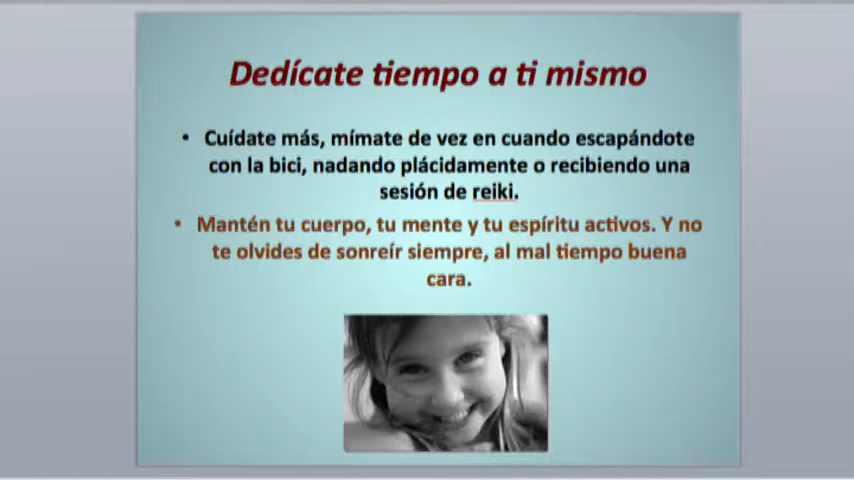 Dedícate tiempo a ti mismo
• Cuídate más, mímate de vez en cuando escapándote
con la bici, nadando plácidamente o recibiendo una
sesión de reiki.
• Mantén tu cuerpo, tu mente y tu espíritu activos. Y no
te olvides de sonreír siempre, al mal tiempo buena
cara.